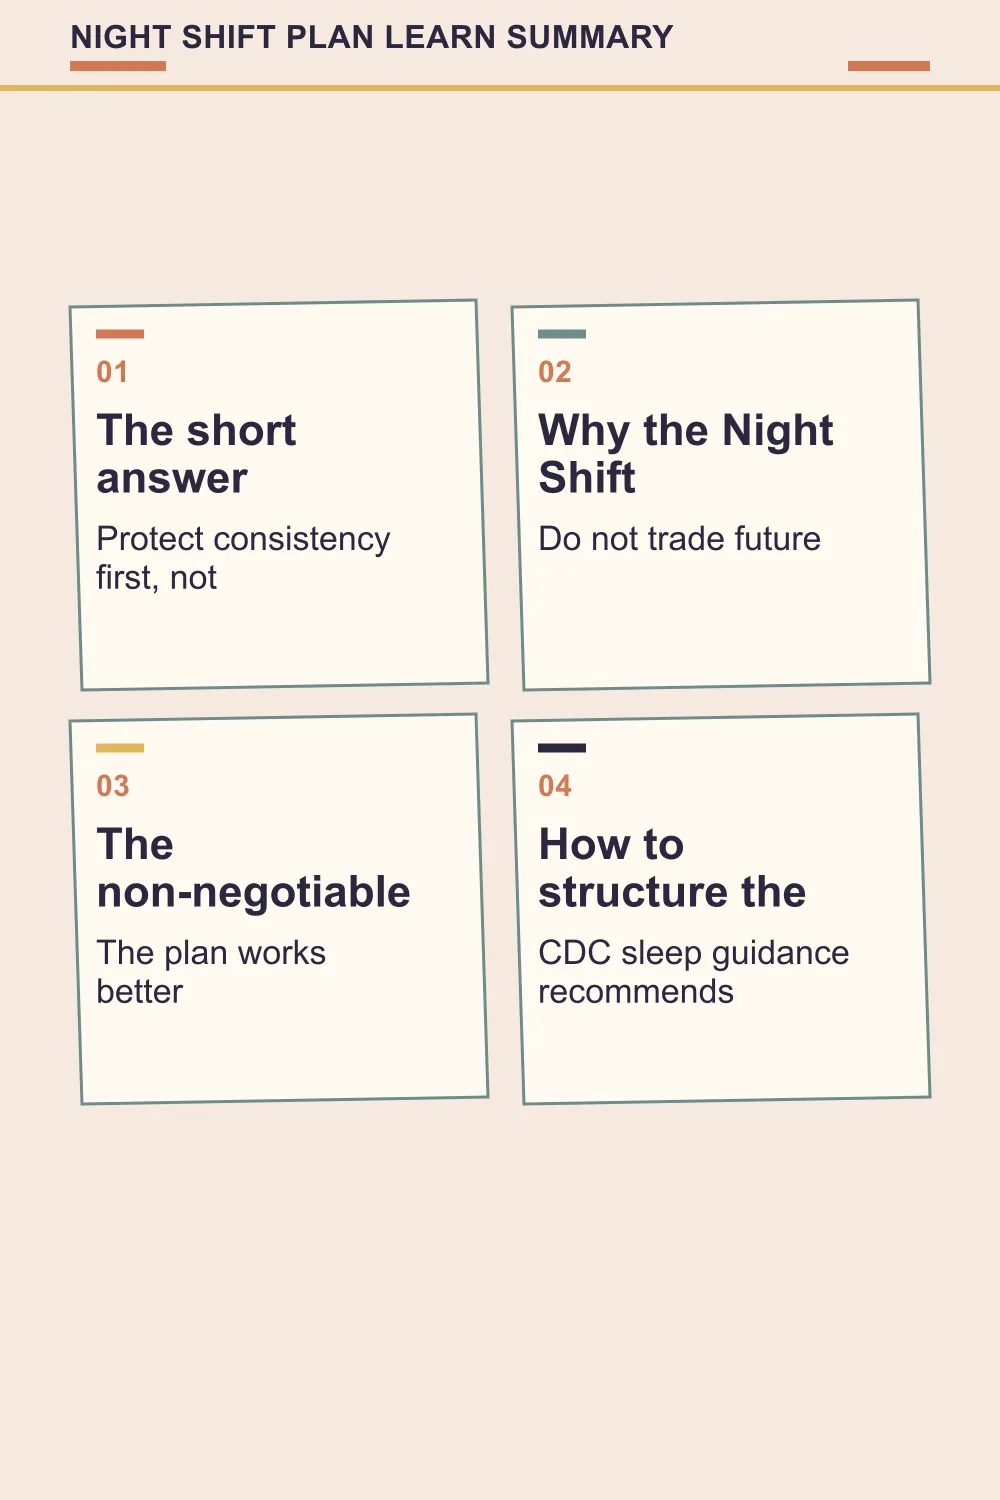 NIGHT SHIFT PLAN LEARN SUMMARY
01
The short
answer
Protect consistency
first, not
02
Why the Night
Shift
Do not trade future
03
The
non-negotiable
The plan works
better
04
How to
structure the
CDC sleep guidance
recommends